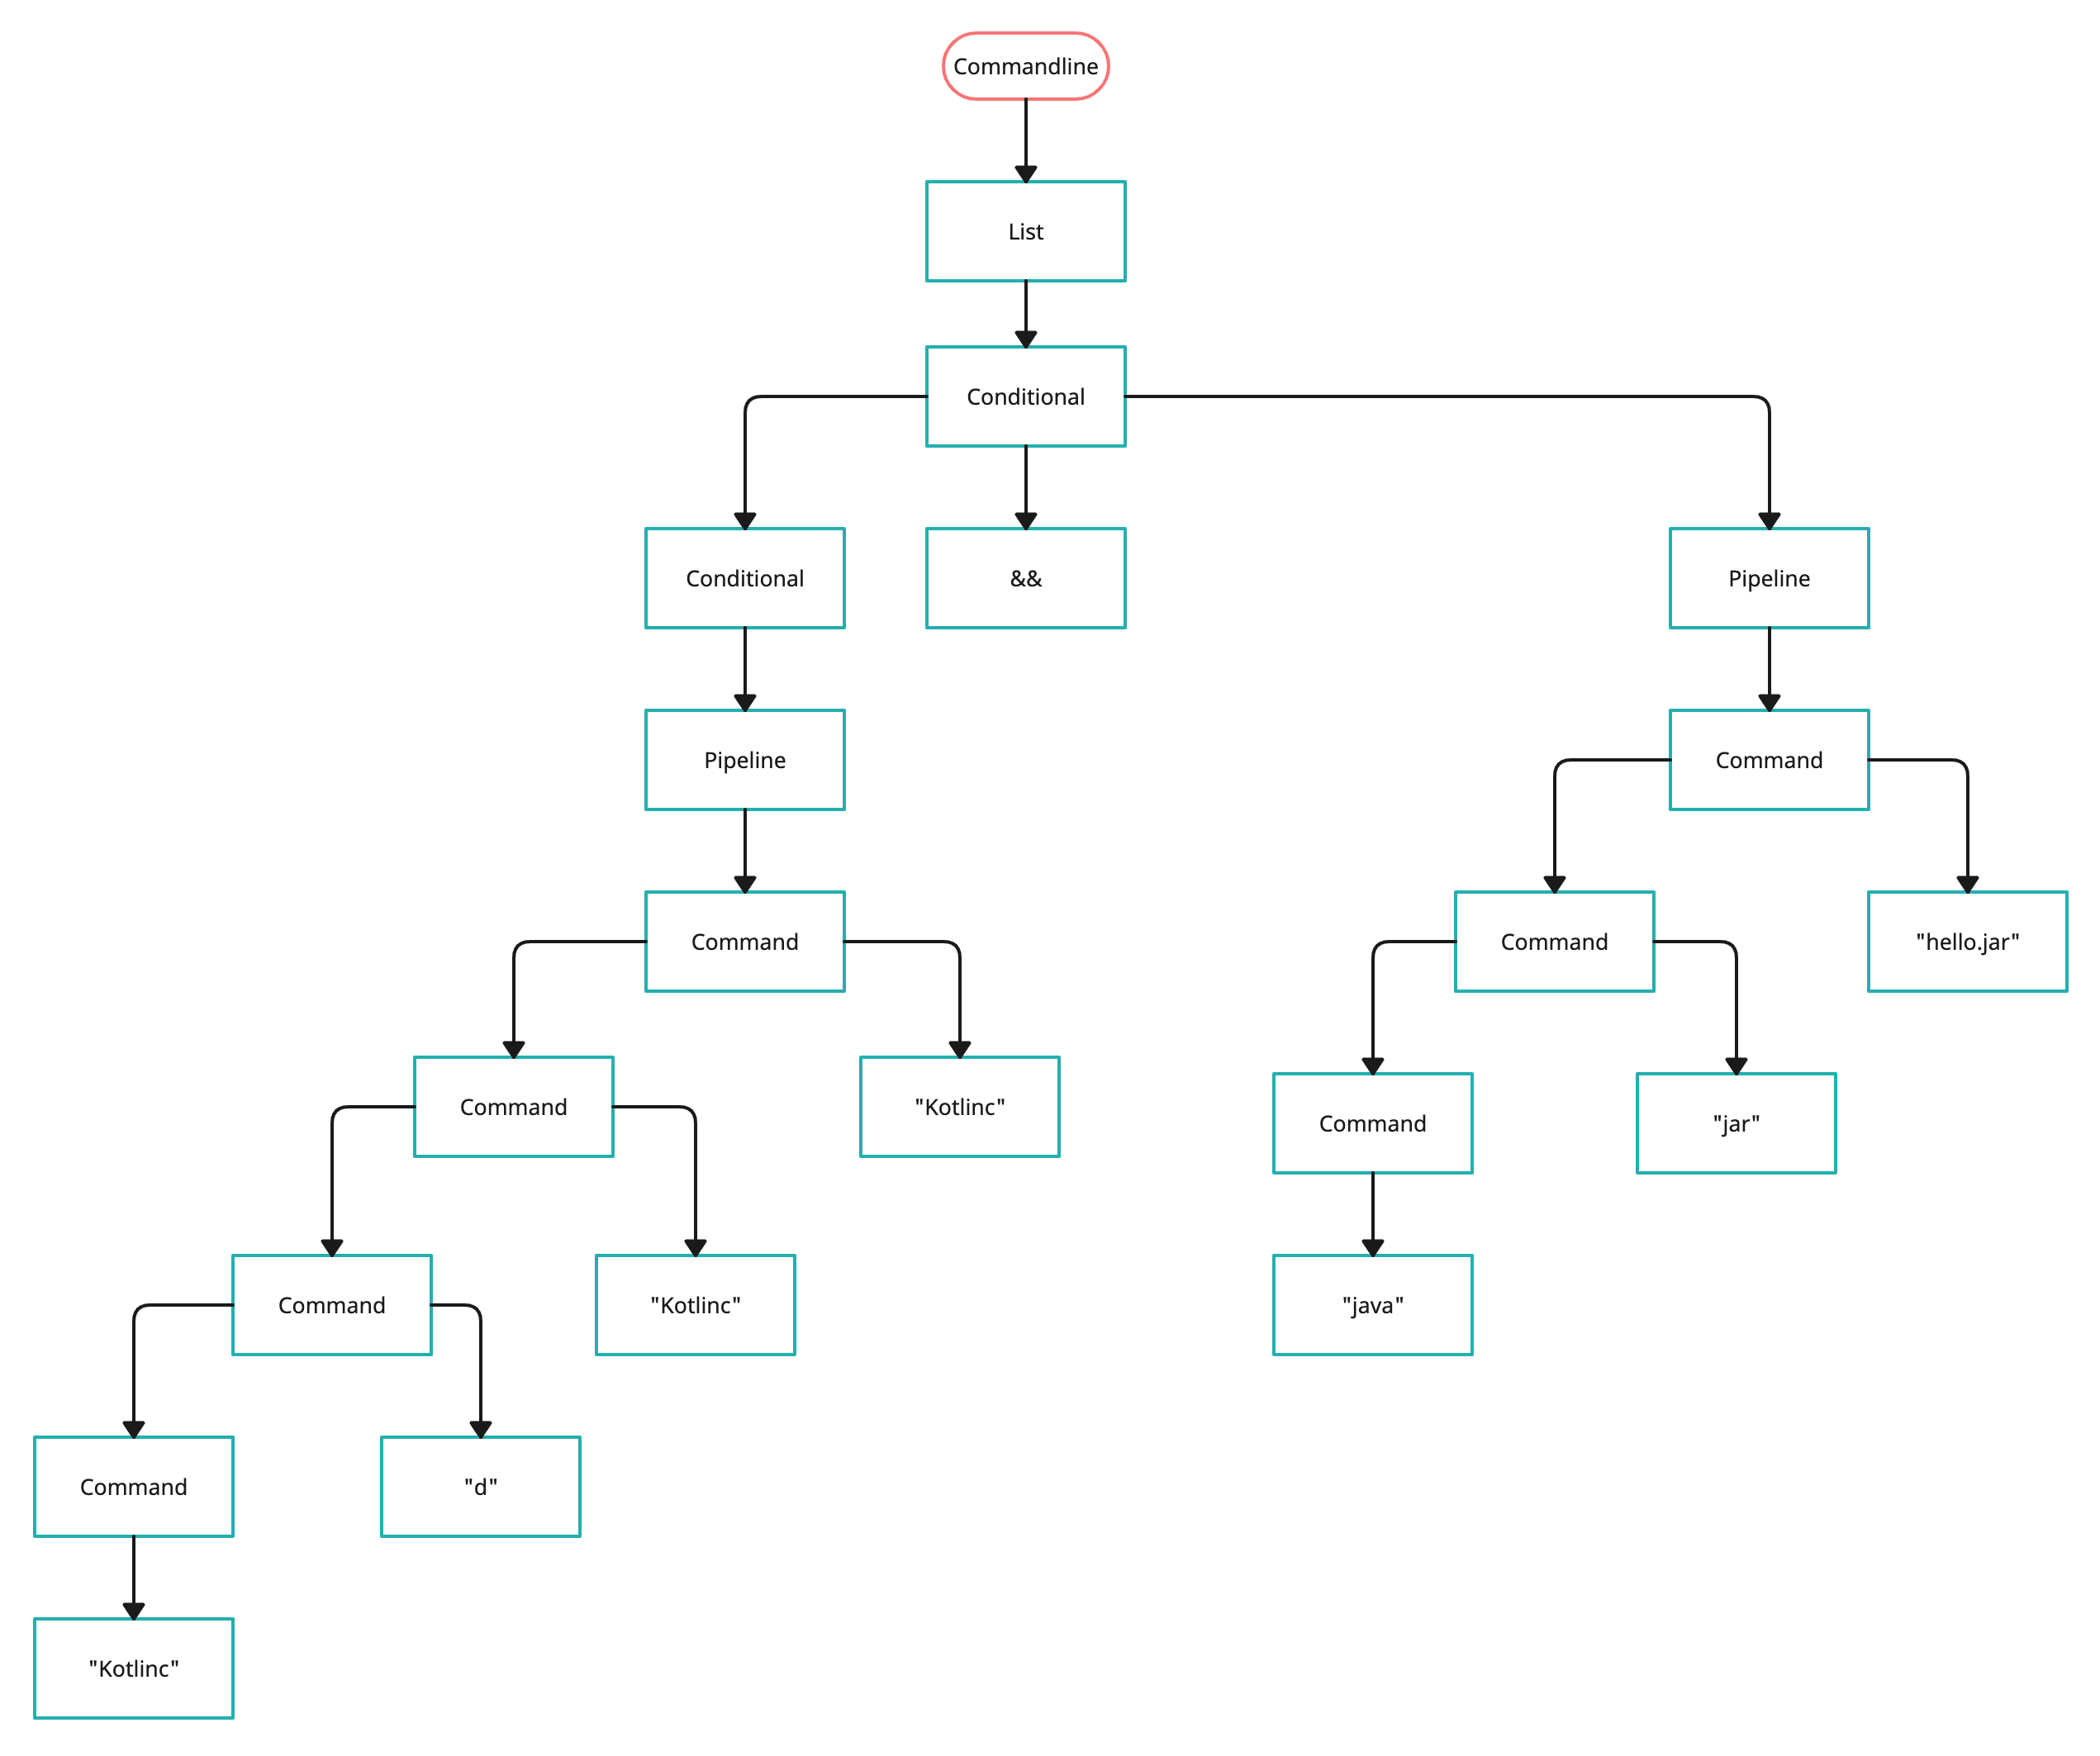 Commandline
List
Conditional
Conditional
&&
Pipeline
Pipeline
Command
Command
Command
"hello.jar"
Command
"Kotlinc"
Command
"jar"
Command
"Kotlinc"
"java"
Command
"d"
"Kotlinc"